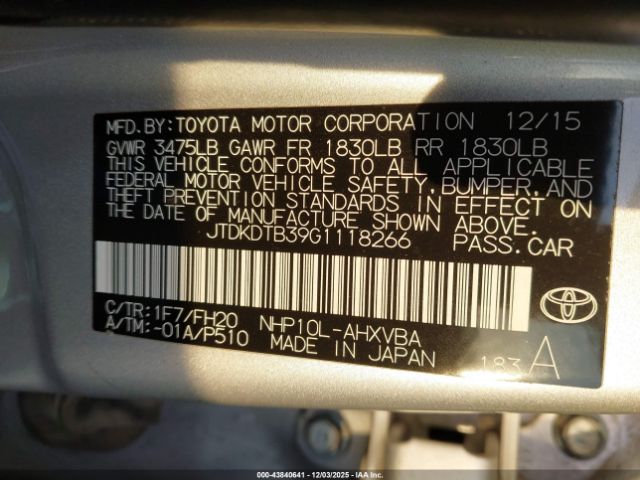 MFD.BY:TOYOTA MOTOR CORPORATION 12/15
GVWR 3475LB GAWR FR 1830LB RR 1830LB
THIS VEHICLE CONFORMS TO ALL APPLICABLE
FEDERAL MOTOR VEHICLE SAFETY,BUMPER,AND
THEFT PREVENTION STANDARDS IN EFFECT ON
THE DATE OF MANUFACTURE SHOWN ABOVE.
JTDKDTB39G1118266 PASS.CAR
C/TR:1F7/FH20 NHP10L-AHXVBA
A/TM:-01A/P510 MADE IN JAPAN
183 A
000-43840641 - 12/03/2025 - IAAI.COM